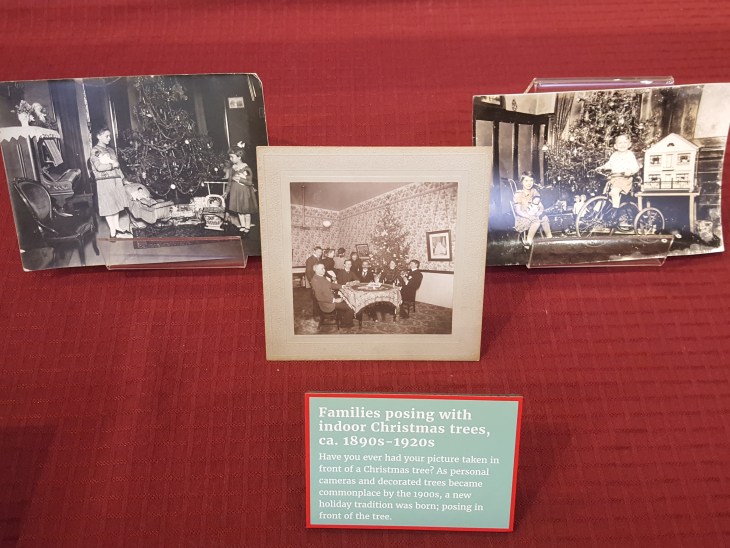 Families posing with
indoor Christmas trees,
ca. 1890s-1920s
Have you ever had your picture taken in
front of a Christmas tree? As personal
cameras and decorated trees became
commonplace by the 1900s, a new
holiday tradition was born; posing in
front of the tree.